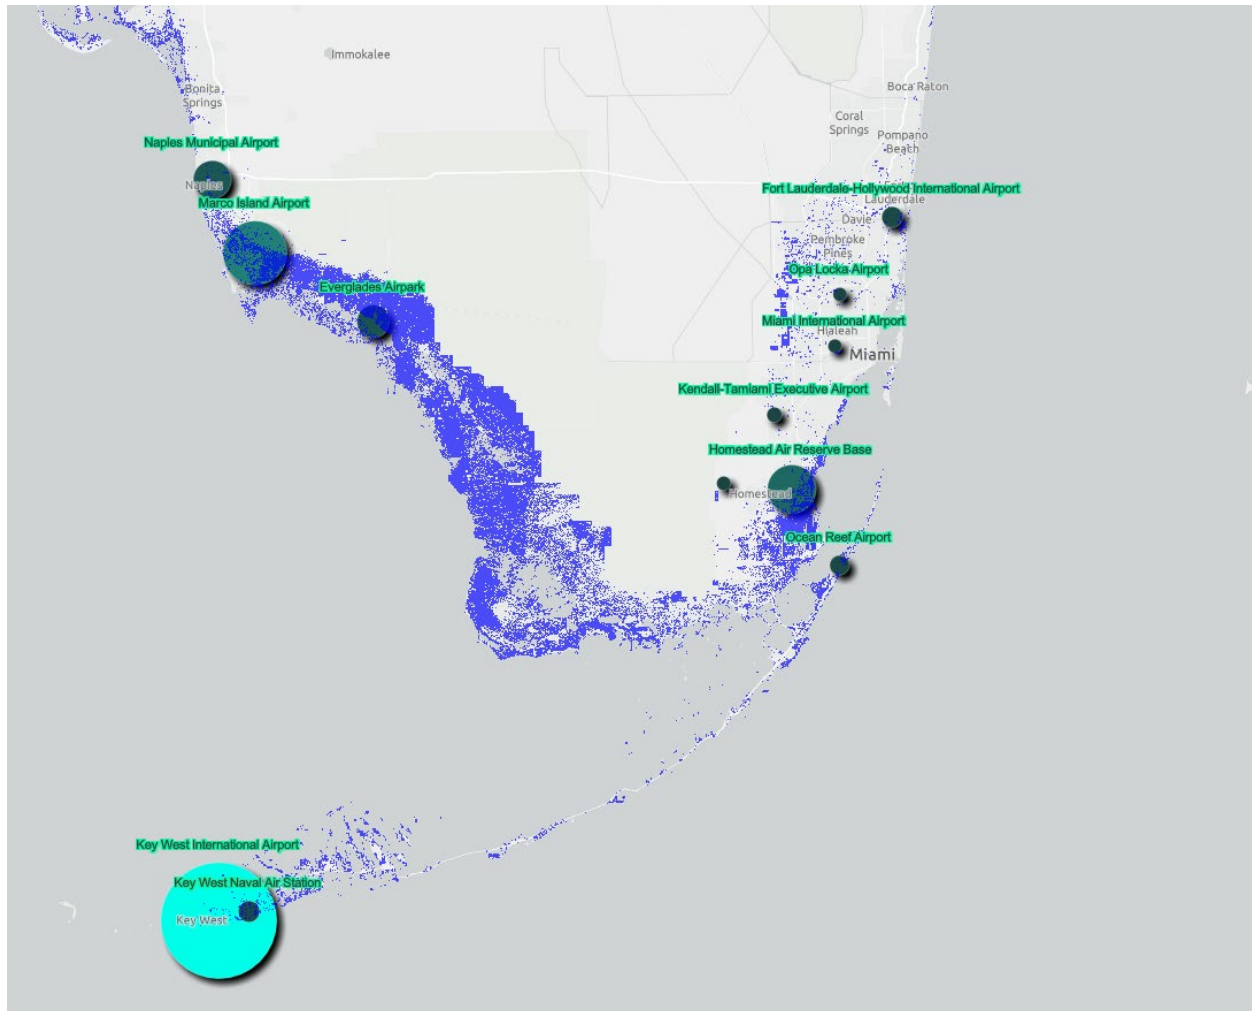 Immokalee
Bonita
Springs
Boca Raton
Coral
Springs
Pompano
Beach
Naples Municipal Airport
Naples
Marco Island Airport
Fort Lauderdale-Hollywood International Airport
Lauderdale
Davie
Pembroke
Pines
Opa Locka Airport
Everglades Airpark
Miami International Airport
Hialeah
Miami
Kendall-Tamiami Executive Airport
Homestead Air Reserve Base
Homestead
Ocean Reef Airport
Key West International Airport
Key West Naval Air Station
Key West